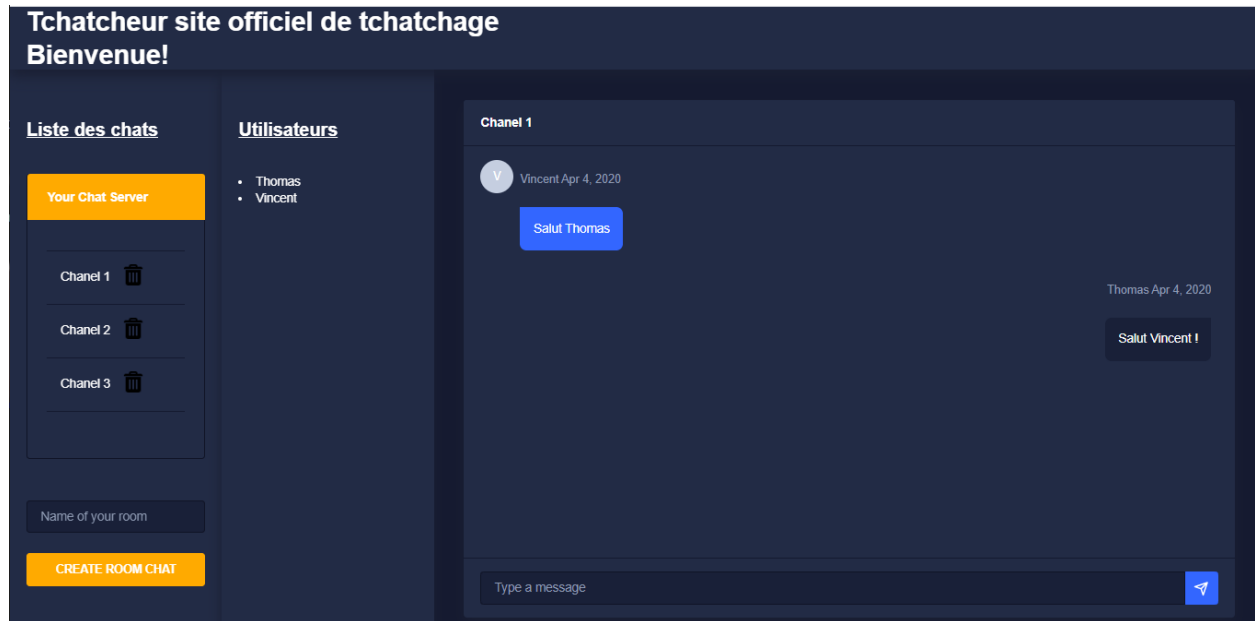 Tchatcheur site officiel de tchatchage
Bienvenue!
Liste des chats
Your Chat Server
Chanel 1
Chanel 2
Chanel 3
Name of your room
CREATE ROOM CHAT
Utilisateurs
Thomas
Vincent
Chanel 1
V
Vincent Apr 4, 2020
Salut Thomas
Thomas Apr 4, 2020
Salut Vincent !
Type a message